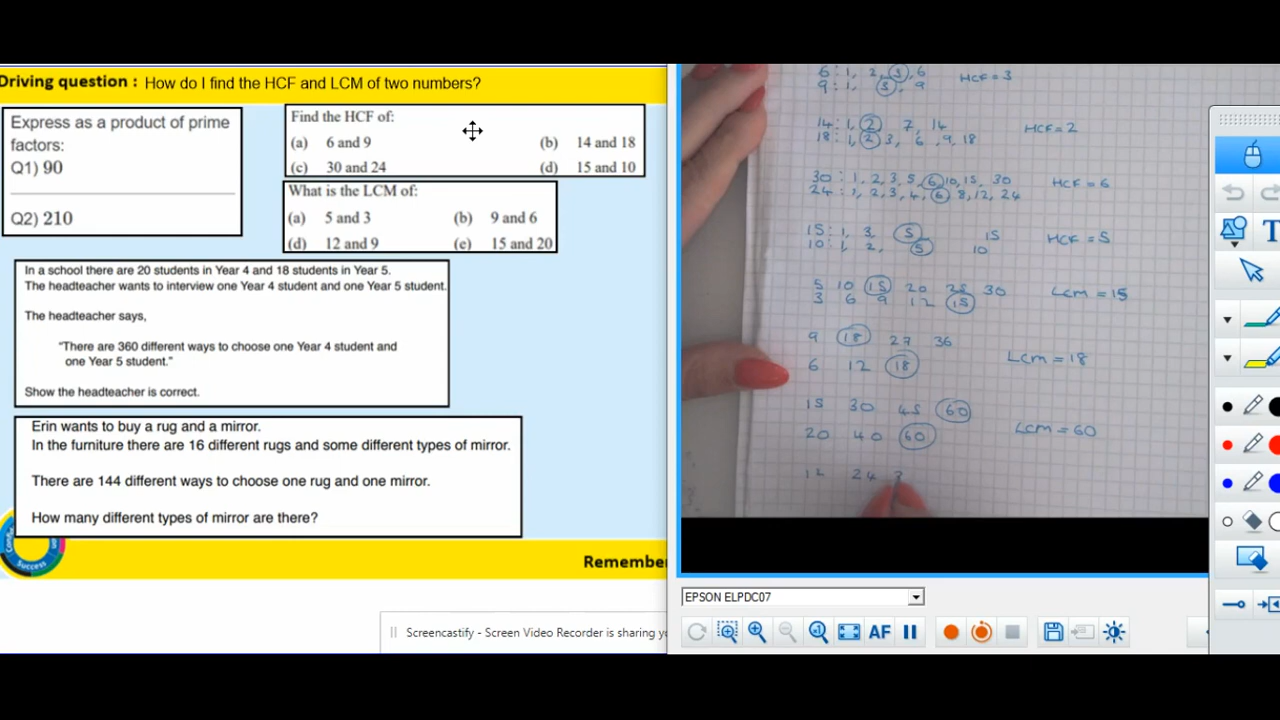 Driving question : How do I find the HCF and LCM of two numbers?
Express as a product of prime
factors:
Q1) 90
Q2) 210
Find the HCF of:
(a) 6 and 9 (b) 14 and 18
(c) 30 and 24 (d) 15 and 10
What is the LCM of:
(a) 5 and 3 (b) 9 and 6
(d) 12 and 9 (e) 15 and 20
In a school there are 20 students in Year 4 and 18 students in Year 5.
The headteacher wants to interview one Year 4 student and one Year 5 student.
The headteacher says,
"There are 360 different ways to choose one Year 4 student and
one Year 5 student."
Show the headteacher is correct.
Erin wants to buy a rug and a mirror.
In the furniture there are 16 different rugs and some different types of mirror.
There are 144 different ways to choose one rug and one mirror.
How many different types of mirror are there?
Success
Remember
Screencastify - Screen Video Recorder is sharing yo
6 : 1, 2, 3, 6 HCF = 3
9 : 1, 3, 9
14 : 1, 2, 7, 14 HCF = 2
18 : 1, 2, 3, 6, 9, 18
30 : 1, 2, 3, 5, 6, 10, 15, 30 HCF = 6
24 : 1, 2, 3, 4, 6, 8, 12, 24
15 : 1, 3, 5 15 HCF = 5
10 : 1, 2, 5 10
5 10 15 20 25 30 LCM = 15
3 6 9 12 15
9 18 27 36
6 12 18 LCM = 18
15 30 45 60
20 40 60 LCM = 60
12 24 3
EPSON ELPDC07
AF
T